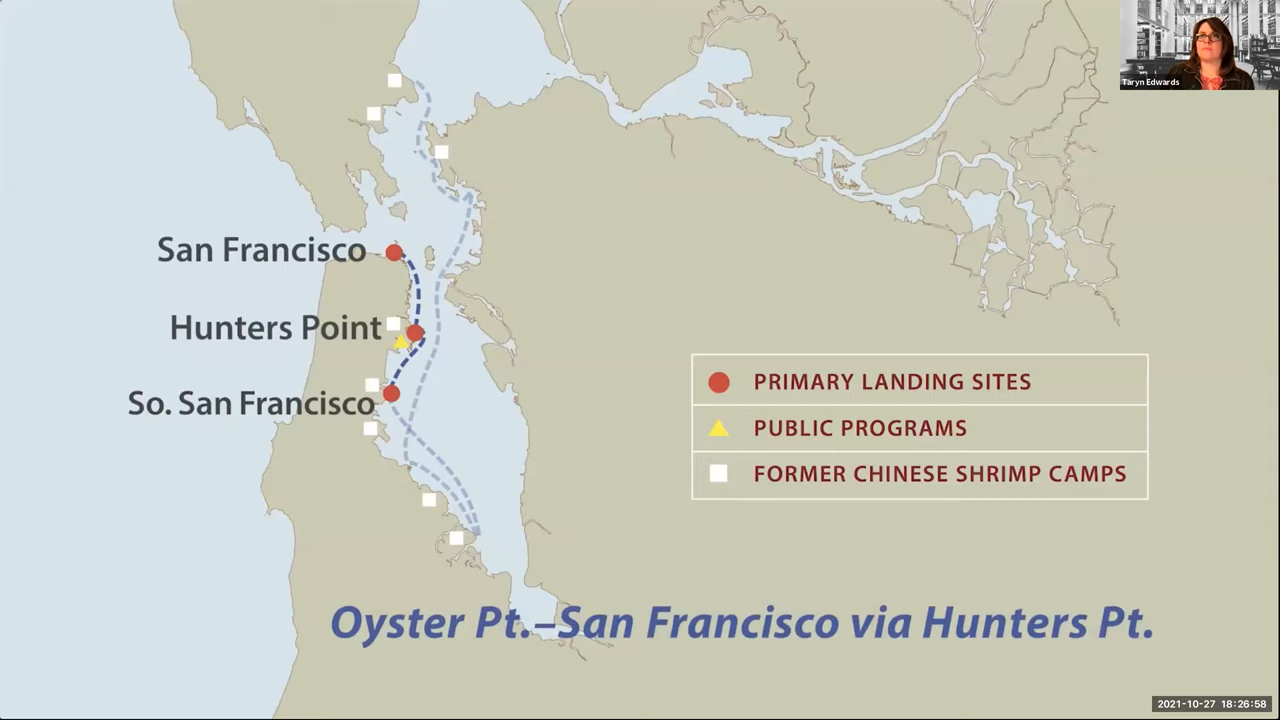 Taryn Edwards
San Francisco
Hunters Point
So. San Francisco
PRIMARY LANDING SITES
PUBLIC PROGRAMS
FORMER CHINESE SHRIMP CAMPS
Oyster Pt.–San Francisco via Hunters Pt.
2021-10-27 18:26:58